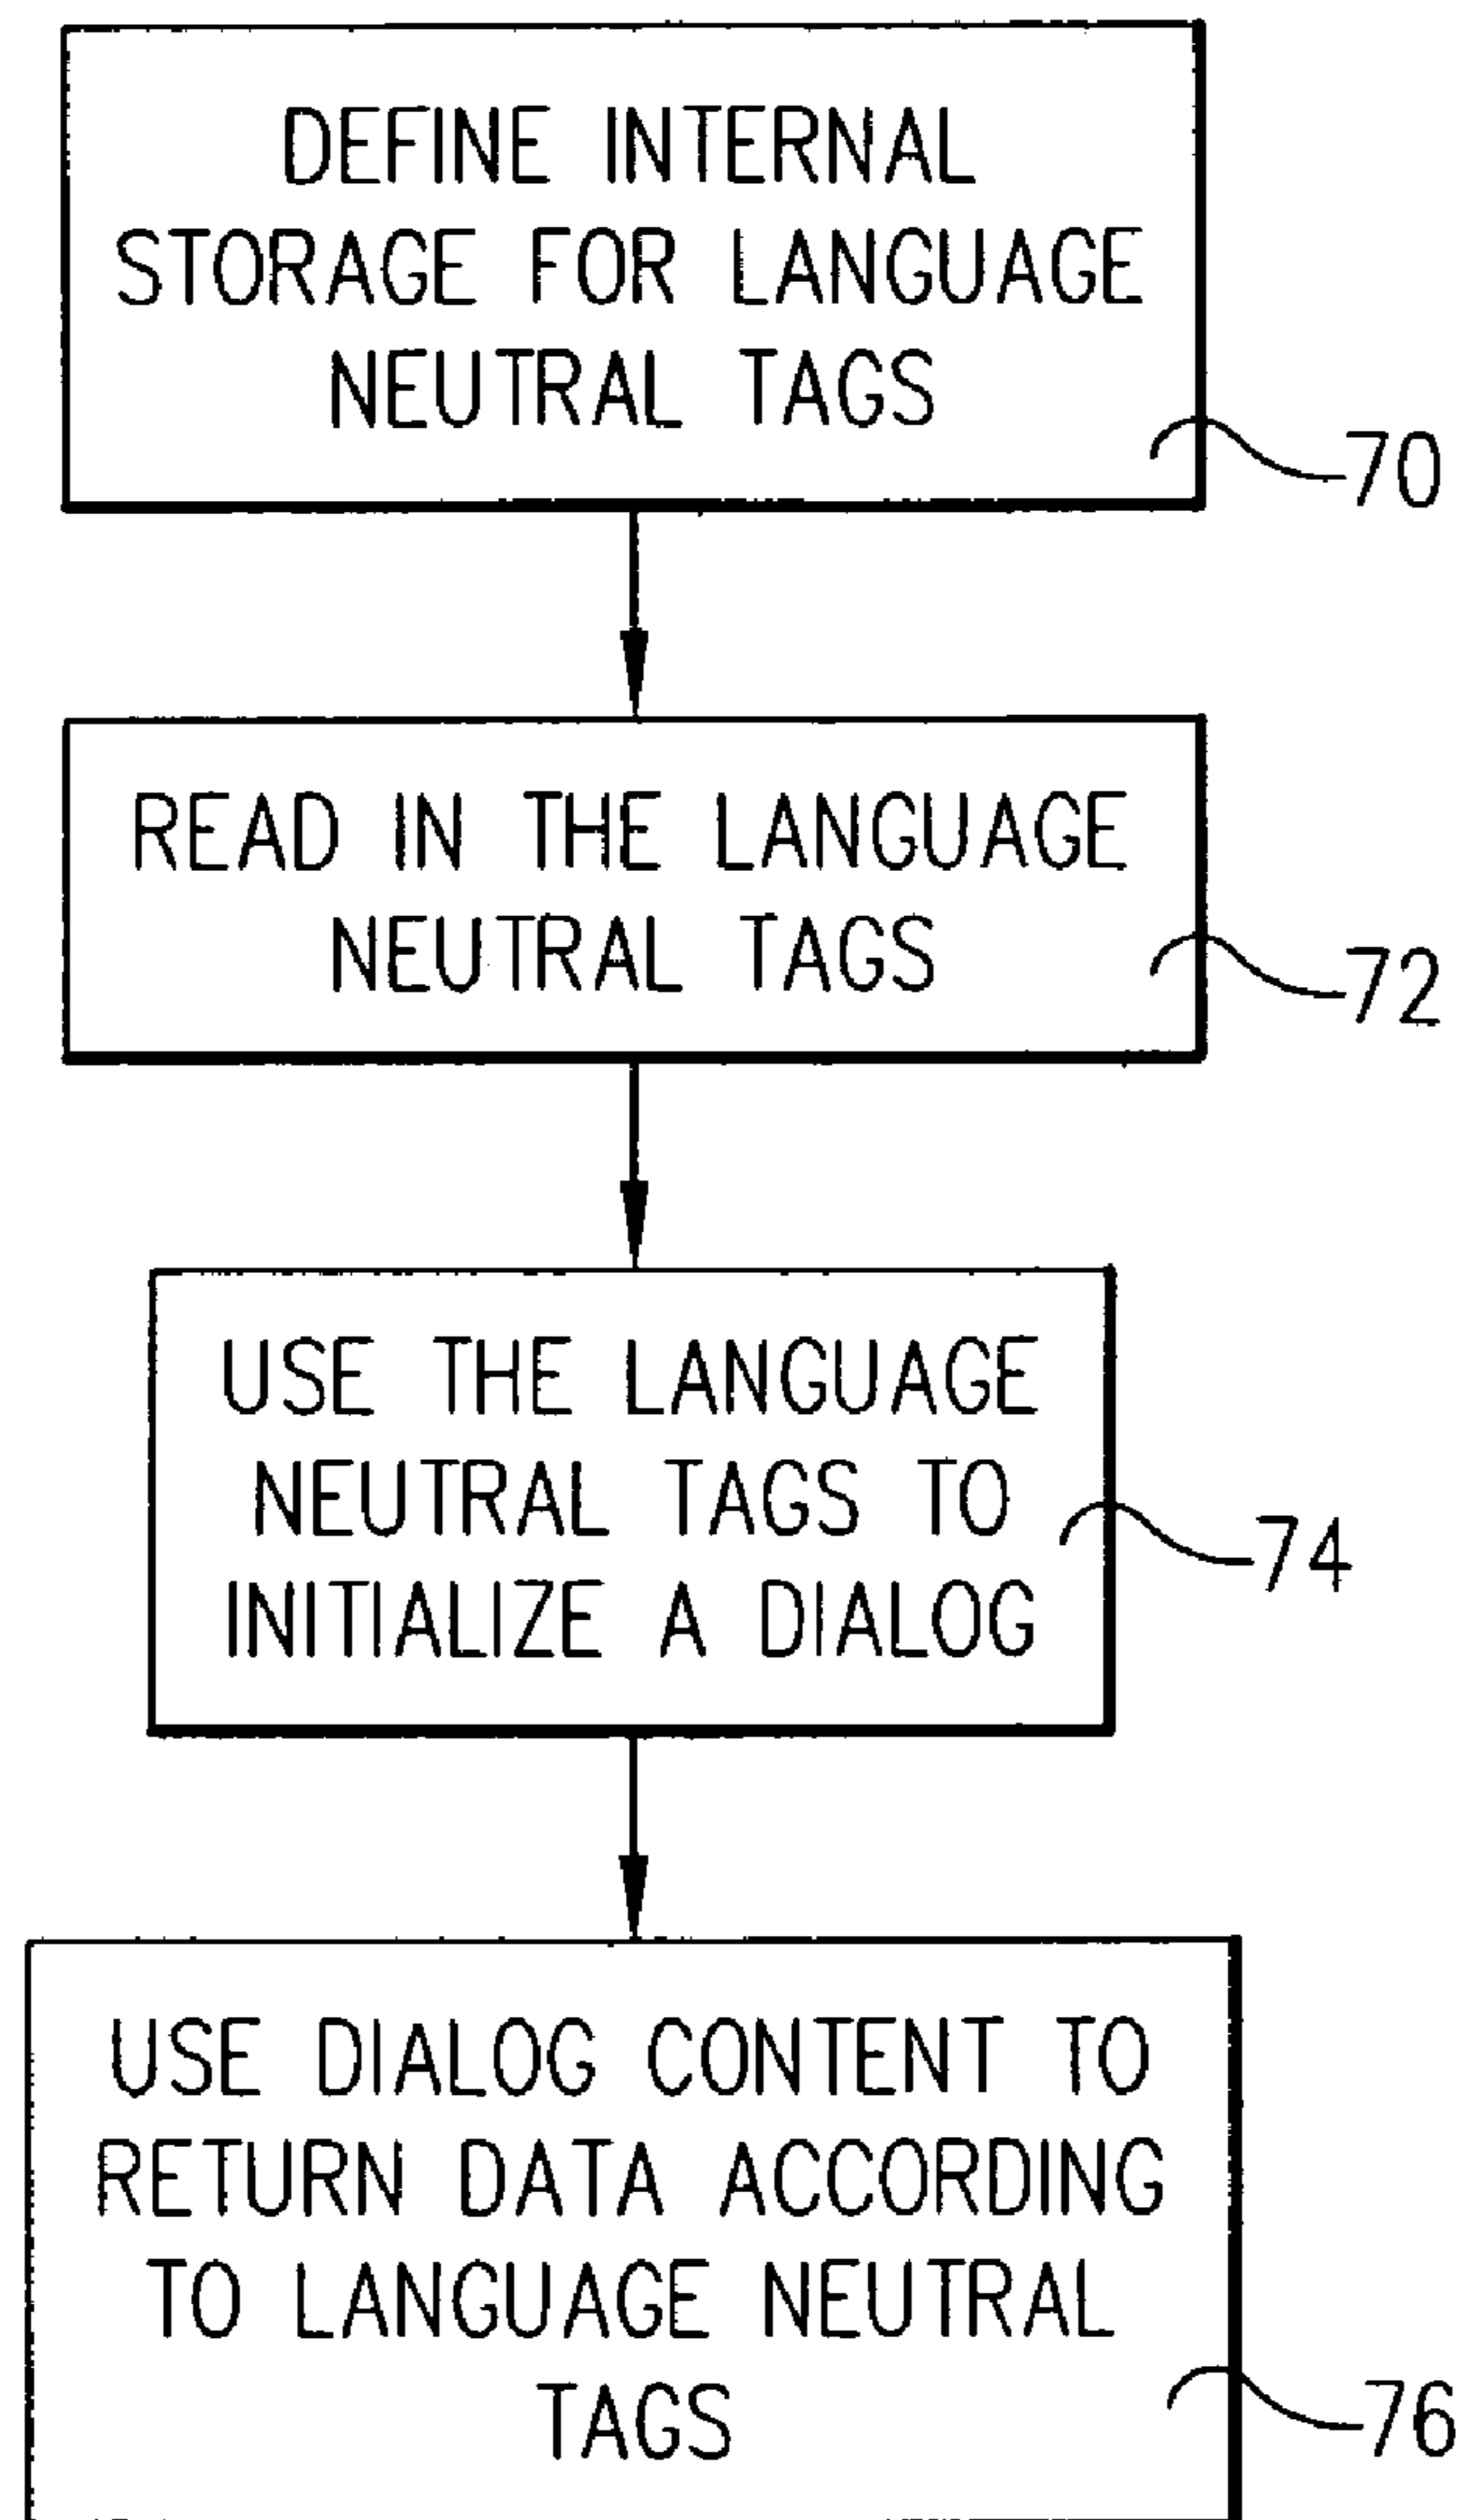 DEFINE INTERNAL
STORAGE FOR LANGUAGE
NEUTRAL TAGS
70
READ IN THE LANGUAGE
NEUTRAL TAGS
72
USE THE LANGUAGE
NEUTRAL TAGS TO
INITIALIZE A DIALOG
74
USE DIALOG CONTENT TO
RETURN DATA ACCORDING
TO LANGUAGE NEUTRAL
TAGS
76